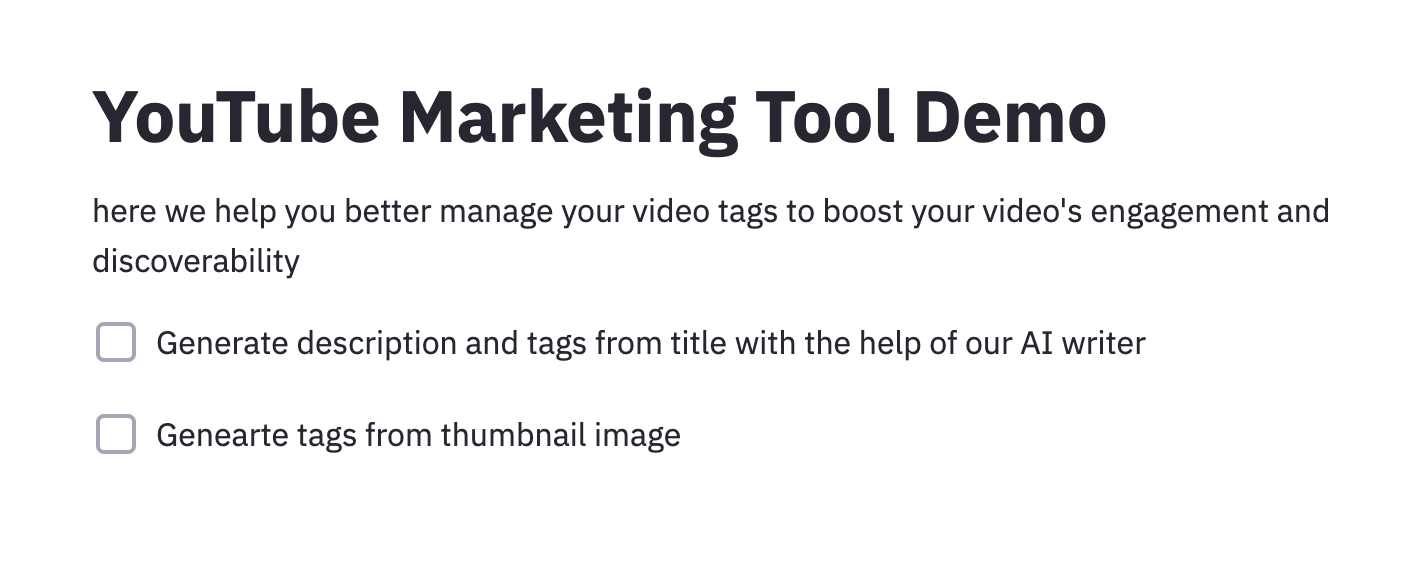 YouTube Marketing Tool Demo
here we help you better manage your video tags to boost your video's engagement and
discoverability
Generate description and tags from title with the help of our AI writer
Genearte tags from thumbnail image